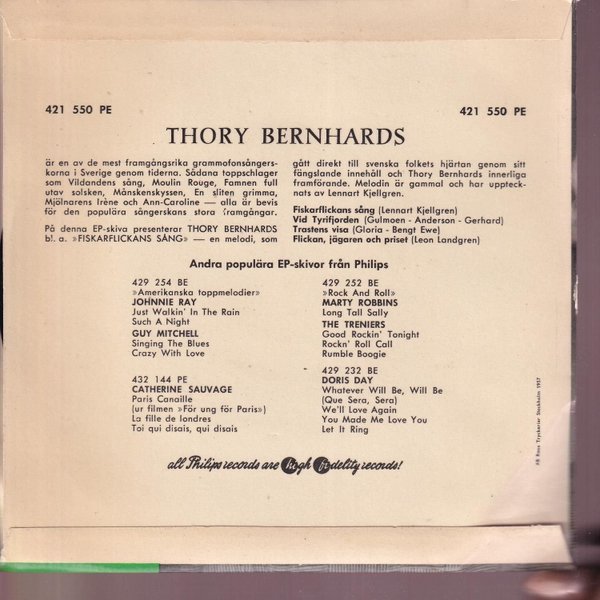 421 550 PE
421 550 PE
THORY BERNHARDS
är en av de mest framgångsrika grammofonsångers-
skorna i Sverige genom tiderna. Sådana toppschlager
som Vildandens sång, Moulin Rouge, Famnen full
utav solsken, Månskenskyssen, En sliten grimma,
Mjölnarens Irène och Ann-Caroline — alla är bevis
för den populära sångerskans stora framgångar.
På denna EP-skiva presenterar THORY BERNHARDS
bl. a. »FISKARFLICKANS SÅNG» — en melodi, som
gått direkt till svenska folkets hjärtan genom sitt
fängslande innehåll och Thory Bernhards innerliga
framförande. Melodin är gammal och har uppteck-
nats av Lennart Kjellgren.
Fiskarflickans sång (Lennart Kjellgren)
Vid Tyrifjorden (Gulmoen - Anderson - Gerhard)
Trastens visa (Gloria - Bengt Ewe)
Flickan, jägaren och priset (Leon Landgren)
Andra populära EP-skivor från Philips
429 254 BE
»Amerikanska toppmelodier»
JOHNNIE RAY
Just Walkin' In The Rain
Such A Night
GUY MITCHELL
Singing The Blues
Crazy With Love
432 144 PE
CATHERINE SAUVAGE
Paris Canaille
(ur filmen »För ung för Paris»)
La fille de londres
Toi qui disais, qui disais
429 252 BE
»Rock And Roll»
MARTY ROBBINS
Long Tall Sally
THE TRENIERS
Good Rockin' Tonight
Rockn' Roll Call
Rumble Boogie
429 232 BE
DORIS DAY
Whatever Will Be, Will Be
(Que Sera, Sera)
We'll Love Again
You Made Me Love You
Let It Ring
all Philips records are high fidelity records!
AB Ross Tryckerier Stockholm 1957